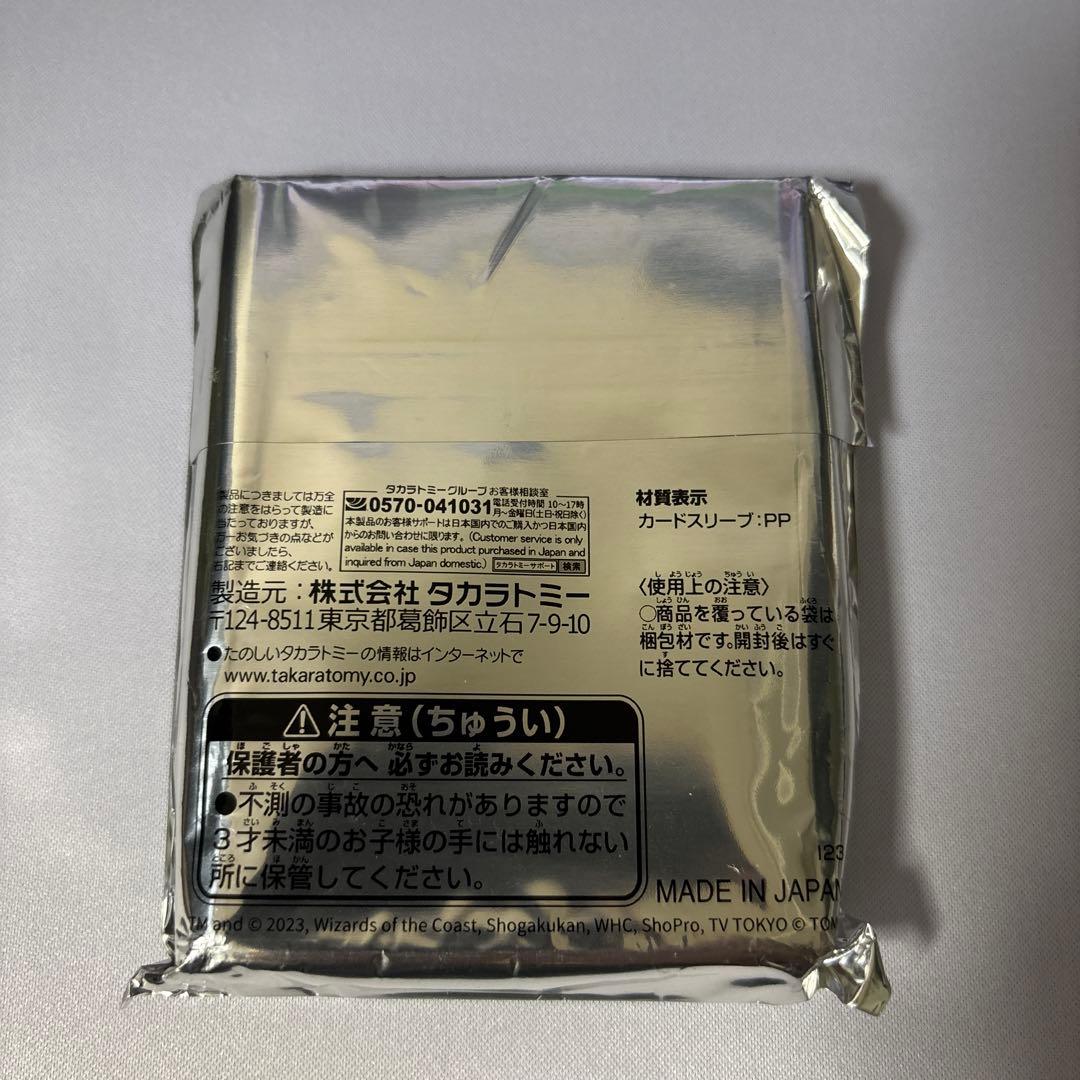 製品につきましては万全
の注意をはらって製造に
当たっておりますが、
万一お気づきの点などが
ございましたら、
右記までご連絡ください。
タカラトミーグループ お客様相談室
0570-041031 電話受付時間 10〜17時
月〜金曜日(土・日・祝日除く)
本製品のお客様サポートは日本国内でのご購入かつ日本国内
からのお問い合わせに限ります。(Customer service is only
available in case this product purchased in Japan and
inquired from Japan domestic.) タカラトミーサポート 検索
製造元：株式会社 タカラトミー
〒124-8511 東京都葛飾区立石7-9-10
●たのしいタカラトミーの情報はインターネットで
www.takaratomy.co.jp
材質表示
カードスリーブ：PP
〈使用上の注意〉
○商品を覆っている袋は
梱包材です。開封後はすぐ
に捨ててください。
⚠注意(ちゅうい)
保護者の方へ 必ずお読みください。
●不測の事故の恐れがありますので
3才未満のお子様の手には触れない
所に保管してください。
123
MADE IN JAPAN
TM and © 2023, Wizards of the Coast, Shogakukan, WHC, ShoPro, TV TOKYO © TOM